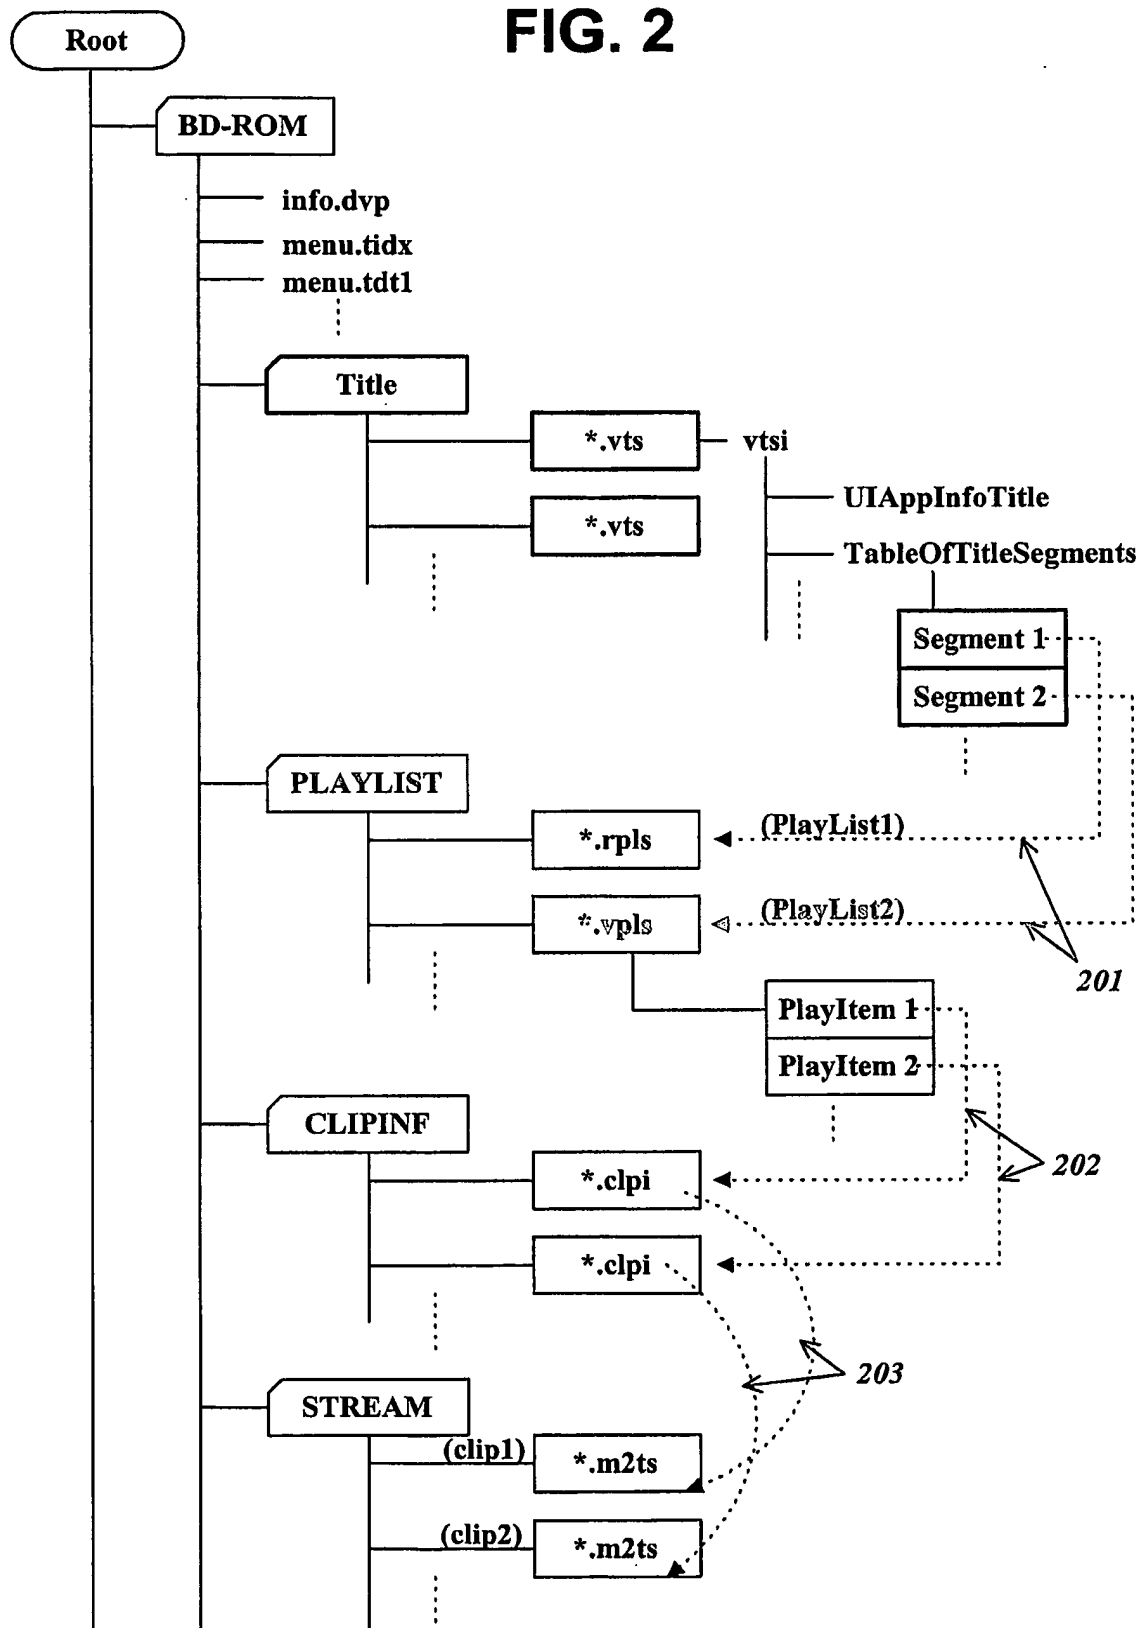 FIG. 2
Root
BD-ROM
info.dvp
menu.tidx
menu.tdt1
Title
*.vts
vtsi
UIAppInfoTitle
*.vts
TableOfTitleSegments
Segment 1
Segment 2
PLAYLIST
*.rpls
(PlayList1)
*.vpls
(PlayList2)
201
PlayItem 1
PlayItem 2
CLIPINF
*.clpi
202
*.clpi
203
STREAM
(clip1)
*.m2ts
(clip2)
*.m2ts